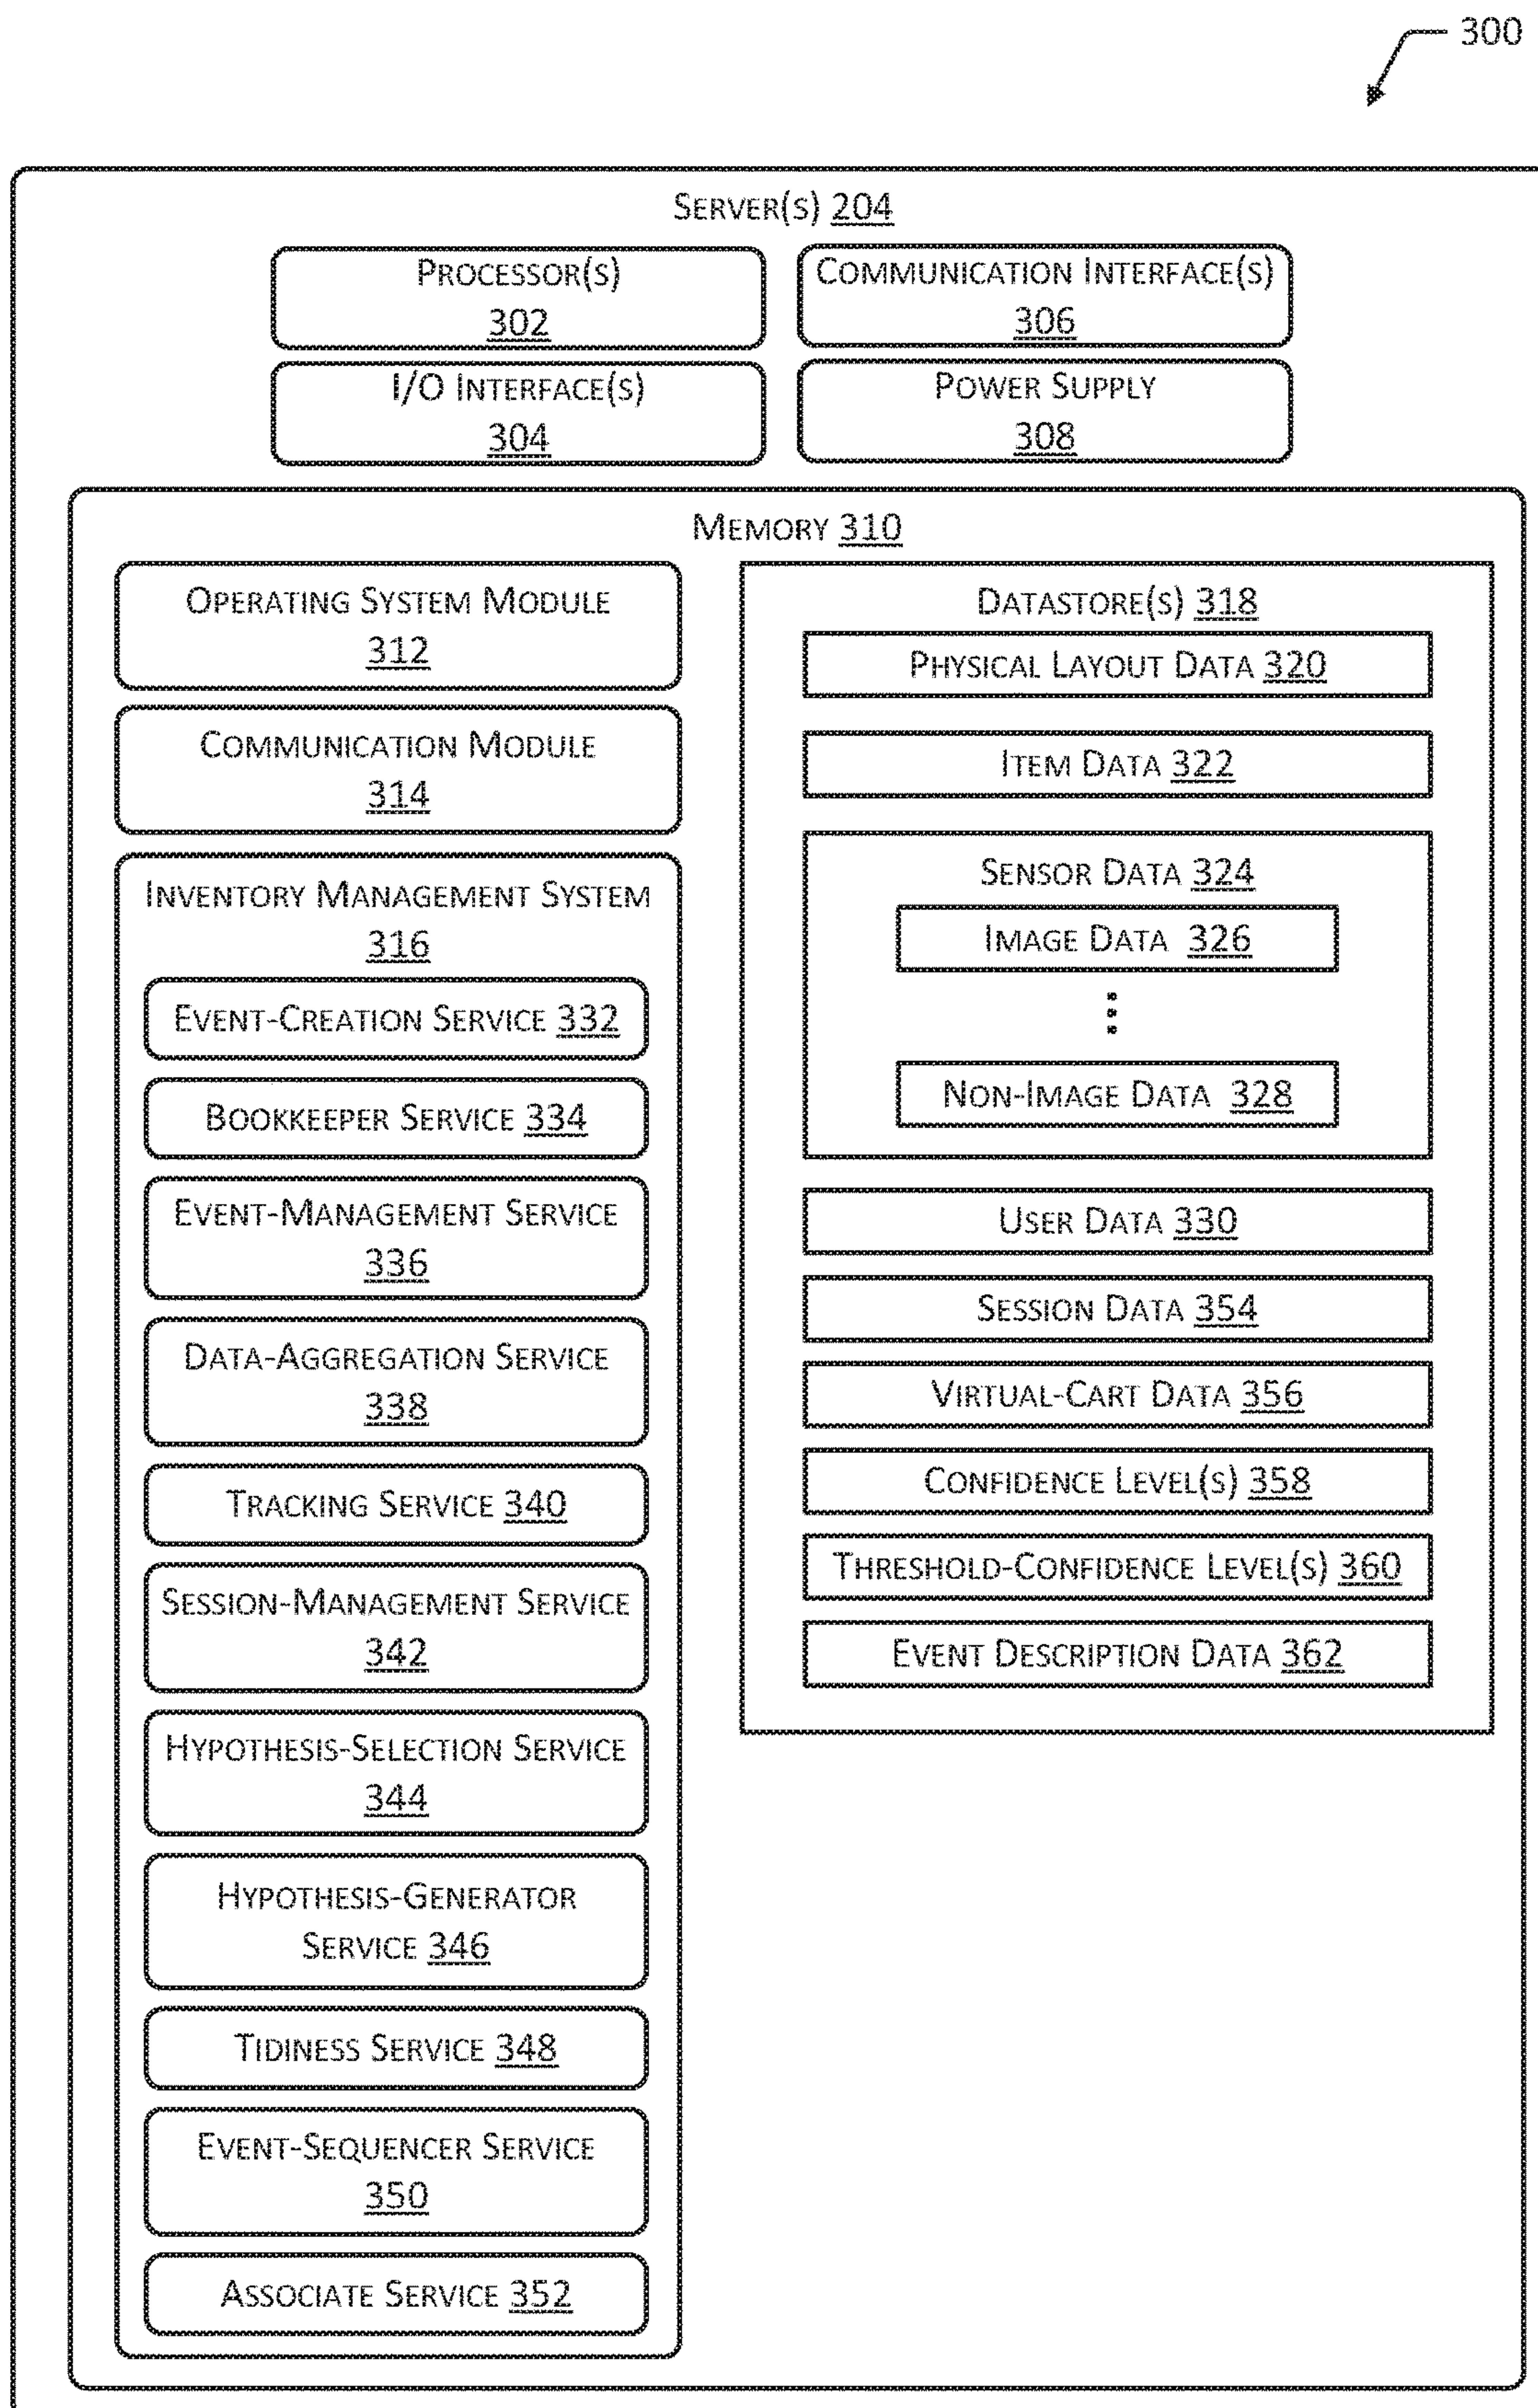 300
Server(s) 204
Processor(s)
302
Communication Interface(s)
306
I/O Interface(s)
304
Power Supply
308
Memory 310
Operating System Module
312
Communication Module
314
Inventory Management System
316
Event-Creation Service 332
Bookkeeper Service 334
Event-Management Service
336
Data-Aggregation Service
338
Tracking Service 340
Session-Management Service
342
Hypothesis-Selection Service
344
Hypothesis-Generator
Service 346
Tidiness Service 348
Event-Sequencer Service
350
Associate Service 352
Datastore(s) 318
Physical Layout Data 320
Item Data 322
Sensor Data 324
Image Data 326
Non-Image Data 328
User Data 330
Session Data 354
Virtual-Cart Data 356
Confidence Level(s) 358
Threshold-Confidence Level(s) 360
Event Description Data 362